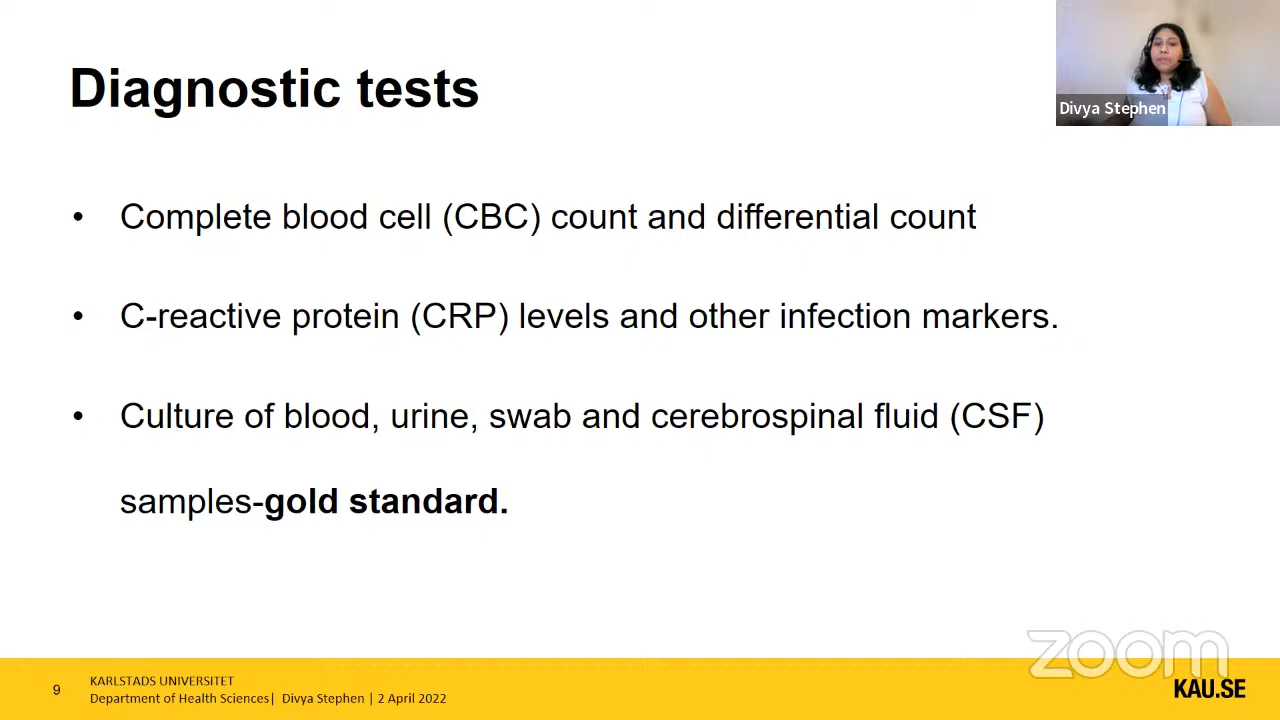 Diagnostic tests
Divya Stephen
• Complete blood cell (CBC) count and differential count
• C-reactive protein (CRP) levels and other infection markers.
• Culture of blood, urine, swab and cerebrospinal fluid (CSF)
samples-gold standard.
zoom
9
KARLSTADS UNIVERSITET
Department of Health Sciences| Divya Stephen | 2 April 2022
KAU.SE